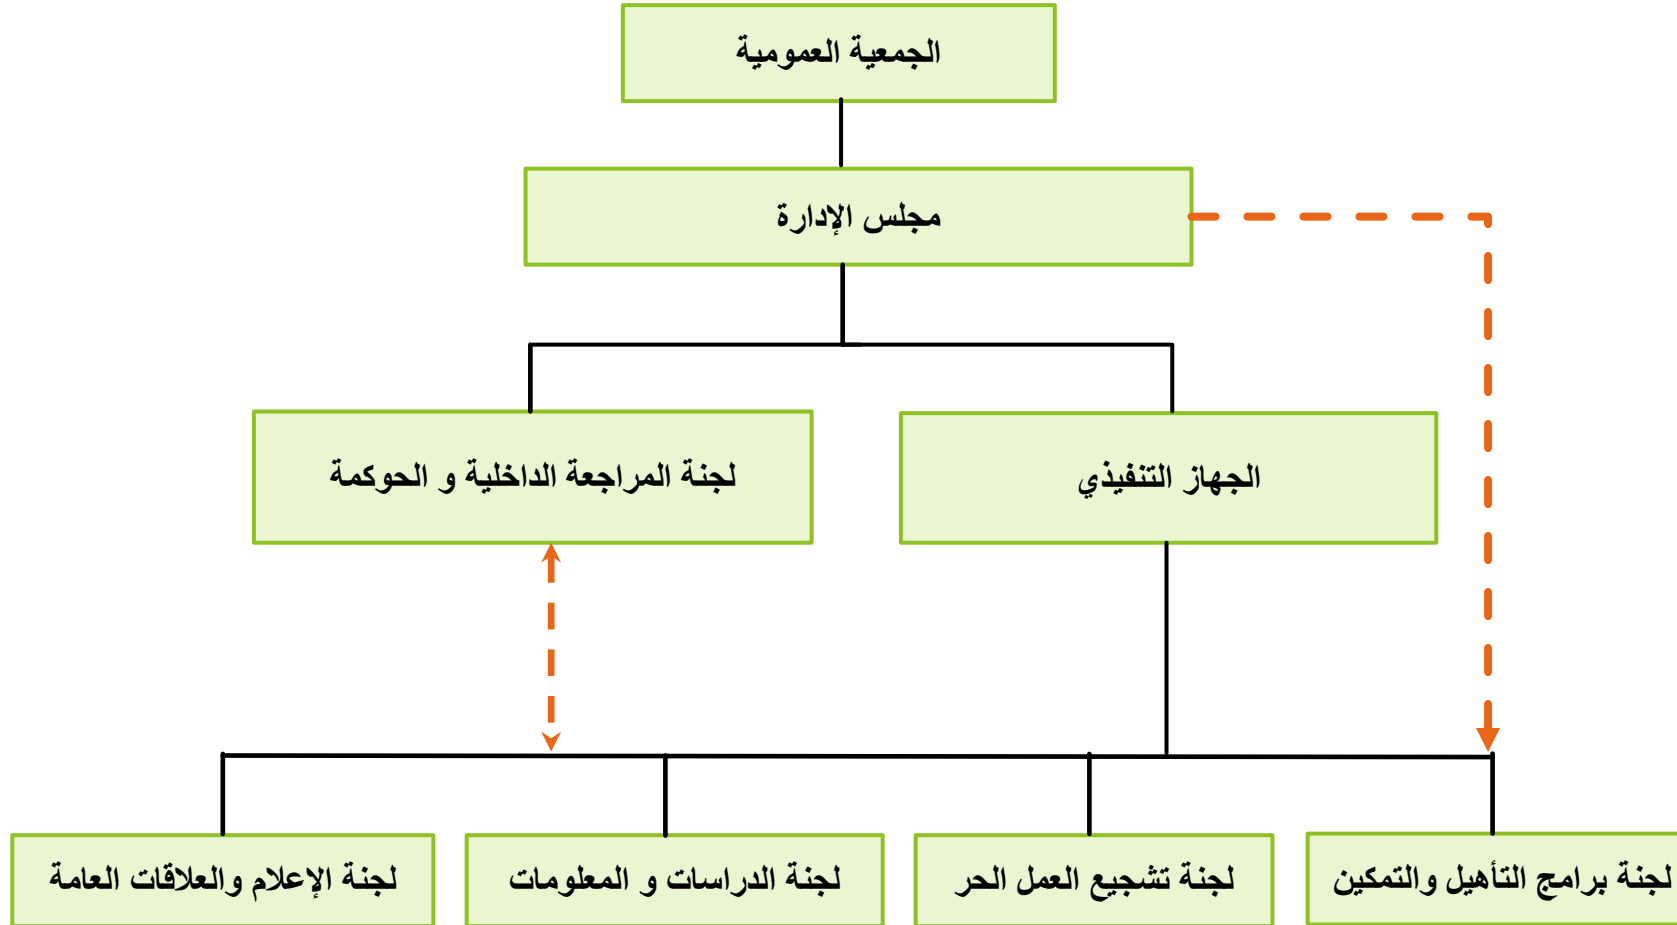 الجمعية العمومية
مجلس الإدارة
الجهاز التنفيذي
لجنة المراجعة الداخلية و الحوكمة
لجنة برامج التأهيل والتمكين
لجنة تشجيع العمل الحر
لجنة الدراسات و المعلومات
لجنة الإعلام والعلاقات العامة